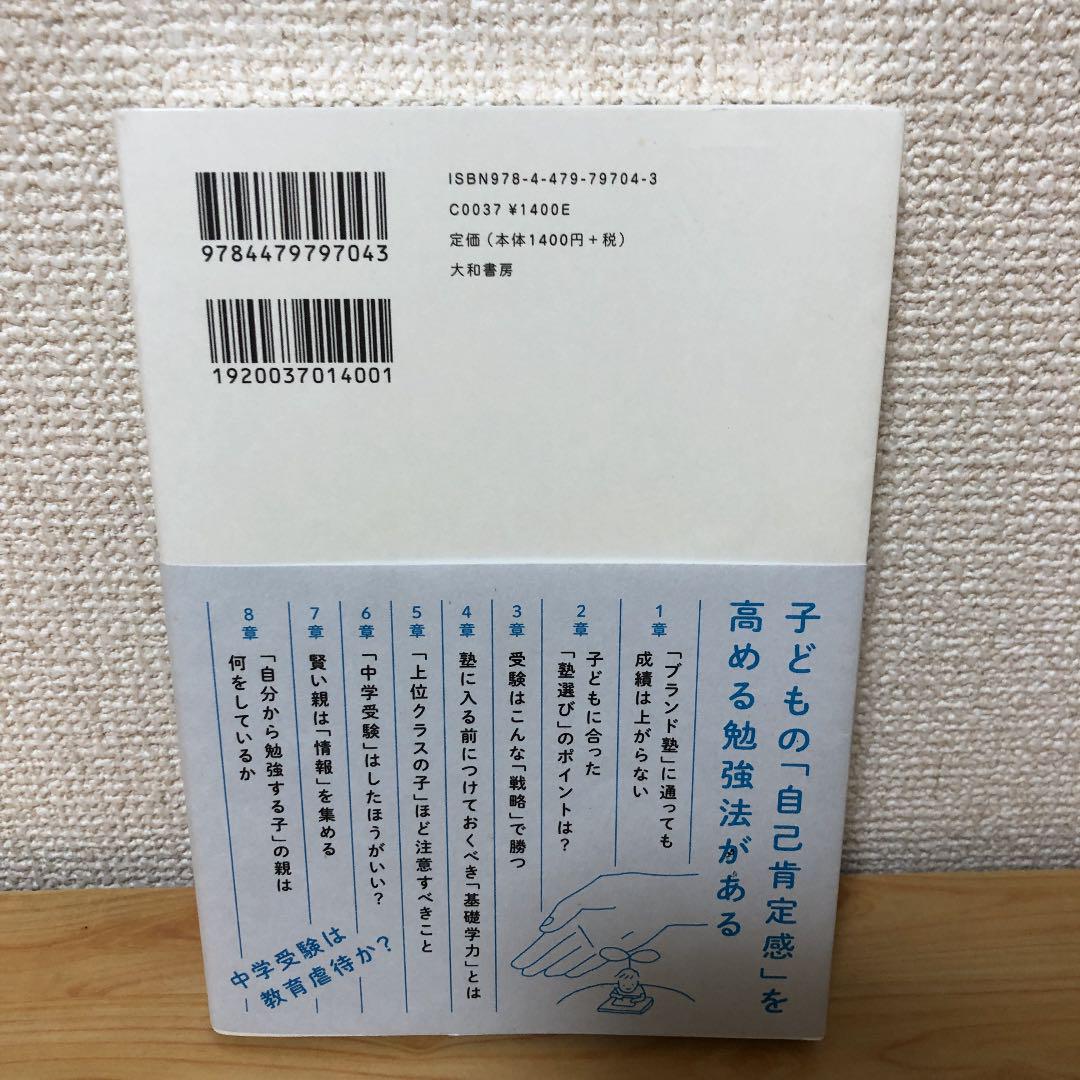 9784479797043
1920037014001
ISBN978-4-479-79704-3
C0037 ¥1400E
定価（本体1400円＋税）
大和書房
子どもの「自己肯定感」を
高める勉強法がある
1章
「ブランド塾」に通っても
成績は上がらない
2章
子どもに合った
「塾選び」のポイントは？
3章
受験はこんな「戦略」で勝つ
4章
塾に入る前につけておくべき「基礎学力」とは
5章
「上位クラスの子」ほど注意すべきこと
6章
「中学受験」はしたほうがいい？
7章
賢い親は「情報」を集める
8章
「自分から勉強する子」の親は
何をしているか
中学受験は
教育虐待か？